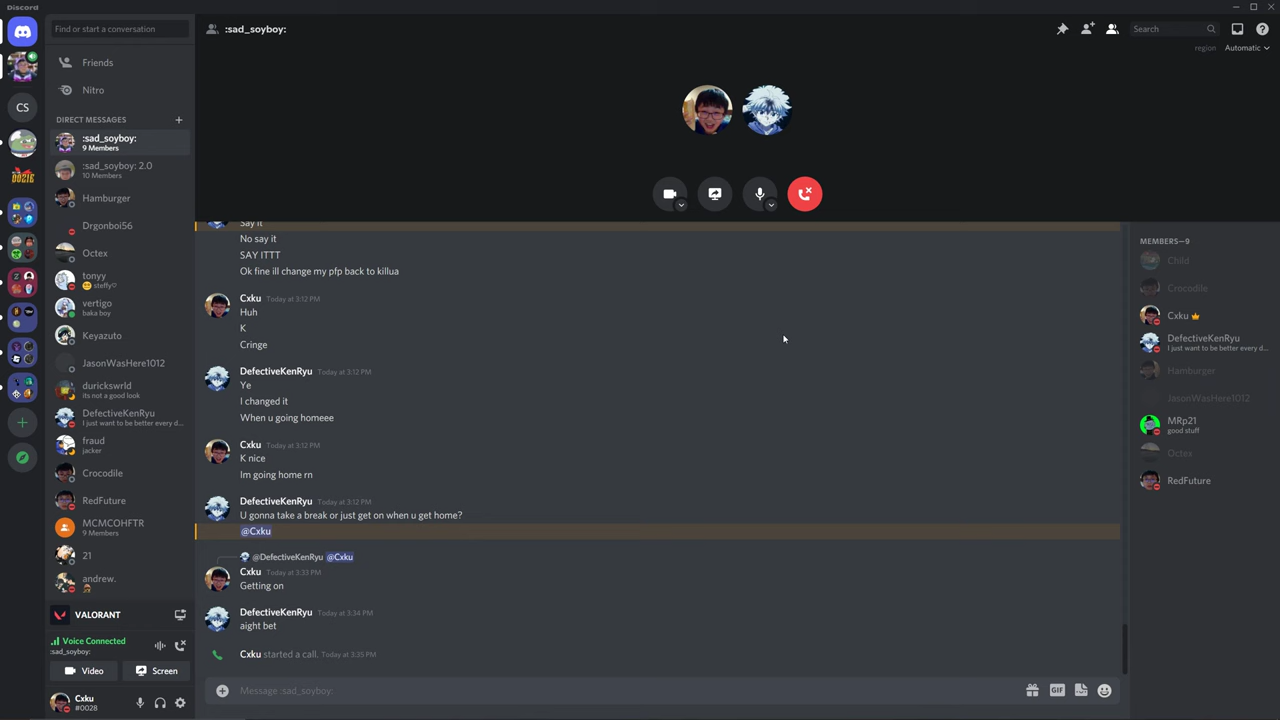 Discord
Find or start a conversation
Friends
Nitro
DIRECT MESSAGES
:sad_soyboy:
9 Members
:sad_soyboy: 2.0
10 Members
Hamburger
Drgonboi56
Octex
tonyy
steffy♡
vertigo
baka boy
Keyazuto
JasonWasHere1012
durickswrld
its not a good look
DefectiveKenRyu
I just want to be better every d...
fraud
jacker
Crocodile
RedFuture
MCMCOHFTR
9 Members
21
andrew.
VALORANT
Voice Connected
:sad_soyboy:
Video
Screen
Cxku
#0028
CS
DOZIE
:sad_soyboy:
Search
region
Automatic
Say it
No say it
SAY ITTT
Ok fine ill change my pfp back to killua
Cxku Today at 3:12 PM
Huh
K
Cringe
DefectiveKenRyu Today at 3:12 PM
Ye
I changed it
When u going homeee
Cxku Today at 3:12 PM
K nice
Im going home rn
DefectiveKenRyu Today at 3:12 PM
U gonna take a break or just get on when u get home?
@Cxku
@DefectiveKenRyu @Cxku
Cxku Today at 3:33 PM
Getting on
DefectiveKenRyu Today at 3:34 PM
aight bet
Cxku started a call. Today at 3:35 PM
Message :sad_soyboy:
GIF
MEMBERS—9
Child
Crocodile
Cxku
DefectiveKenRyu
I just want to be better every d...
Hamburger
JasonWasHere1012
MRp21
good stuff
Octex
RedFuture